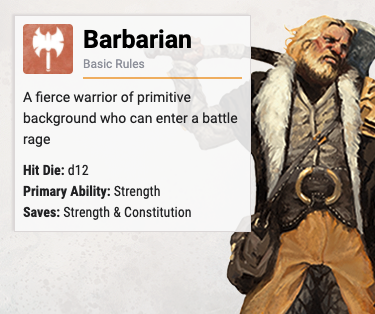 Barbarian
Basic Rules
A fierce warrior of primitive
background who can enter a battle
rage
Hit Die: d12
Primary Ability: Strength
Saves: Strength & Constitution